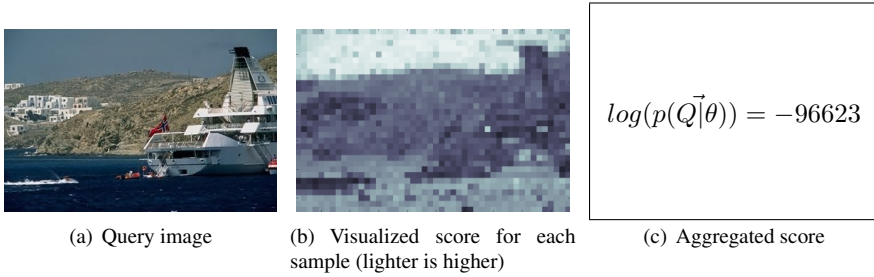 log(p(Q⃗|θ)) = −96623
(a) Query image
(b) Visualized score for each
sample (lighter is higher)
(c) Aggregated score